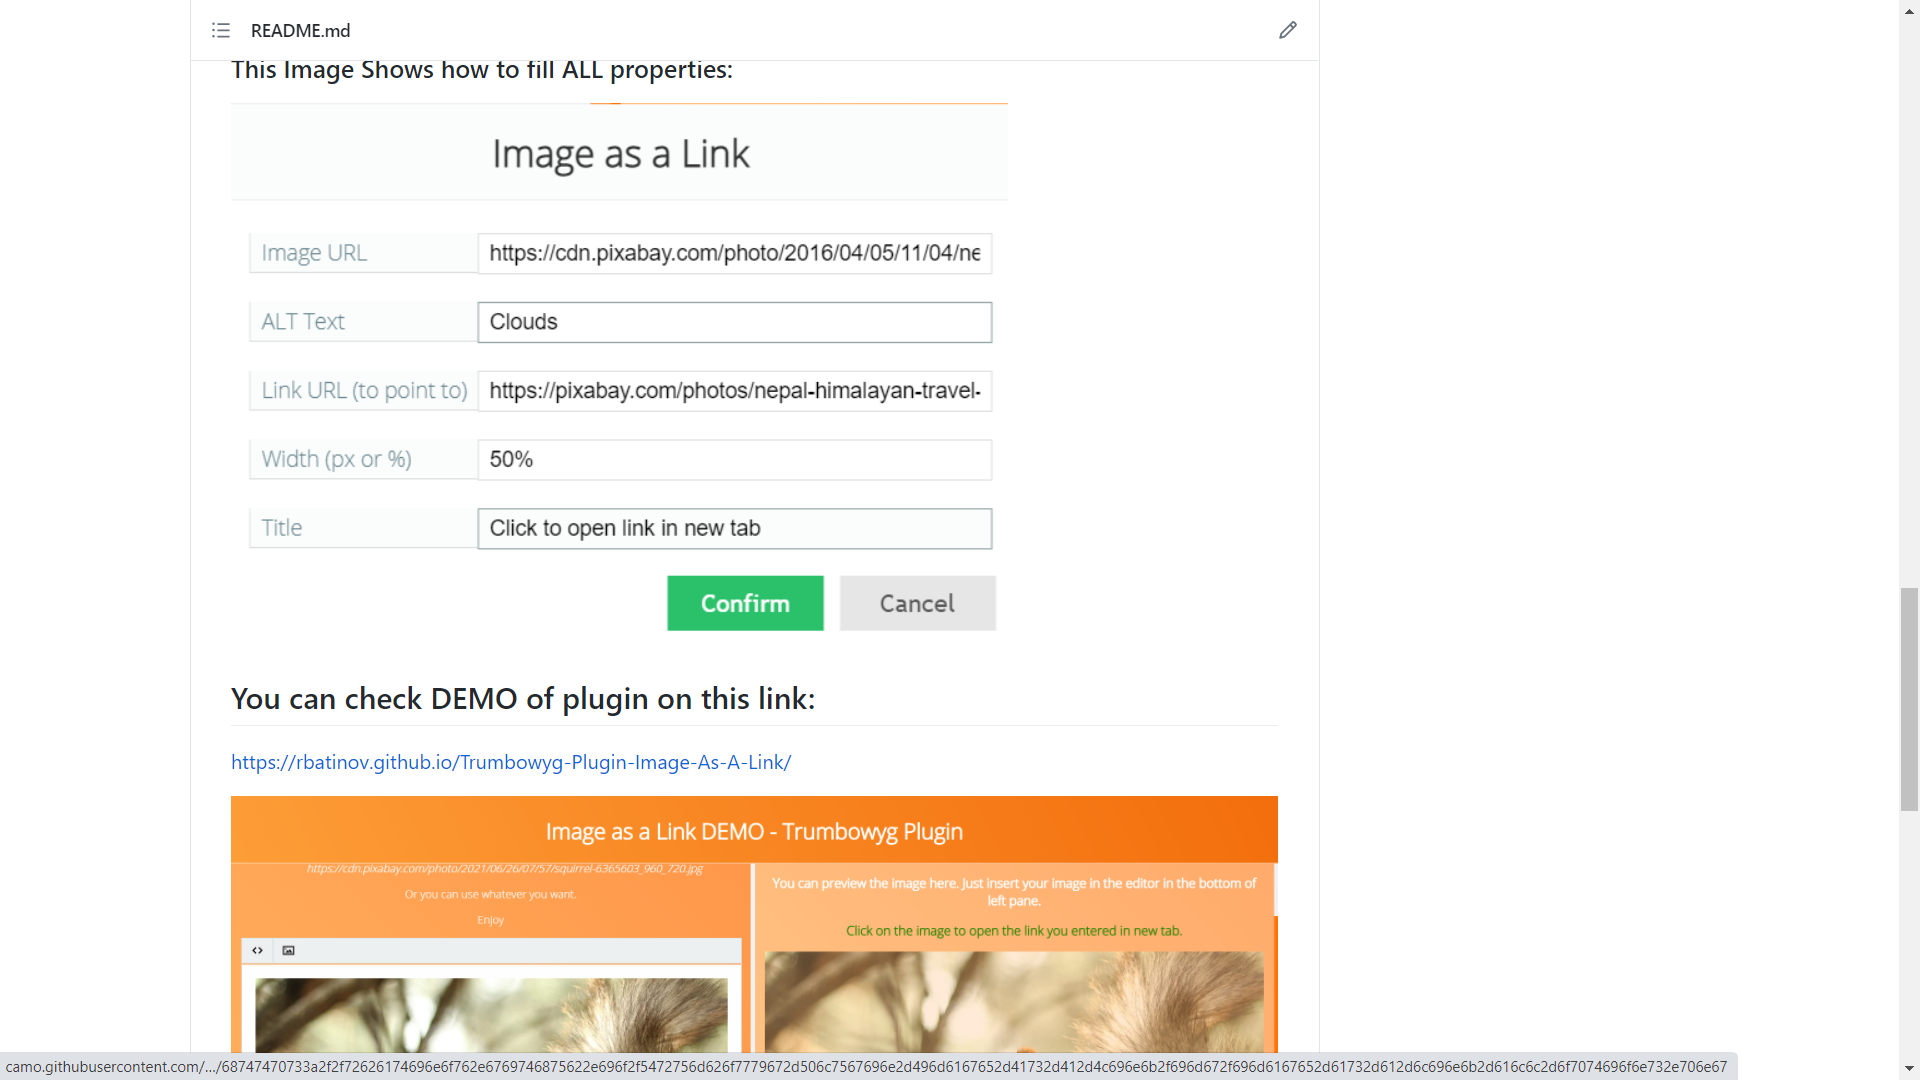 README.md
This Image Shows how to fill ALL properties:
Image as a Link
Image URL https://cdn.pixabay.com/photo/2016/04/05/11/04/ne
ALT Text Clouds
Link URL (to point to) https://pixabay.com/photos/nepal-himalayan-travel-
Width (px or %) 50%
Title Click to open link in new tab
Confirm Cancel
You can check DEMO of plugin on this link:
https://rbatinov.github.io/Trumbowyg-Plugin-Image-As-A-Link/
Image as a Link DEMO - Trumbowyg Plugin
https://cdn.pixabay.com/photo/2021/06/26/07/57/squirrel-6365603_960_720.jpg
Or you can use whatever you want.
Enjoy
You can preview the image here. Just insert your image in the editor in the bottom of
left pane.
Click on the image to open the link you entered in new tab.
camo.githubusercontent.com/.../68747470733a2f2f72626174696e6f762e6769746875622e696f2f5472756d626f7779672d506c7567696e2d496d6167652d41732d412d4c696e6b2f696d672f696d6167652d61732d612d6c696e6b2d616c6c2d6f7074696f6e732e706e67